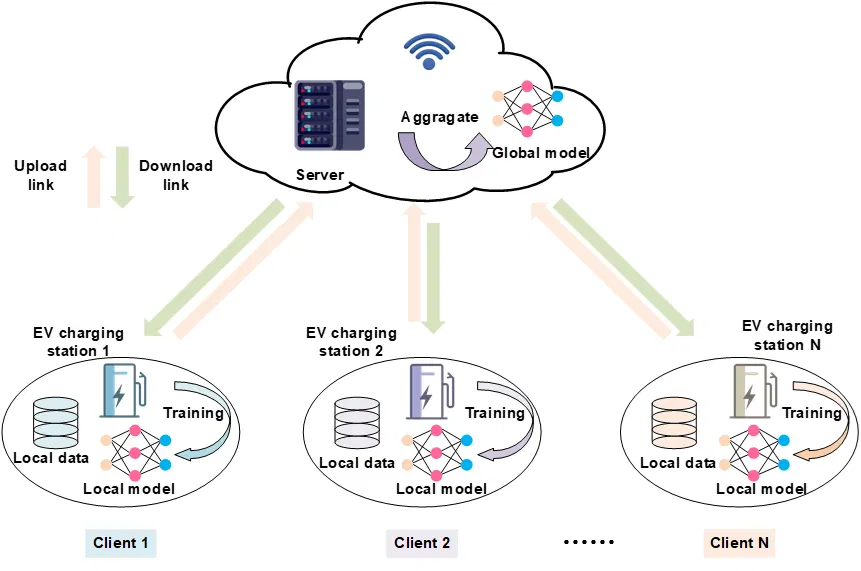 Aggragate
Global model
Server
Upload
link
Download
link
EV charging
station 1
Training
Local data
Local model
Client 1
EV charging
station 2
Training
Local data
Local model
Client 2
......
EV charging
station N
Training
Local data
Local model
Client N